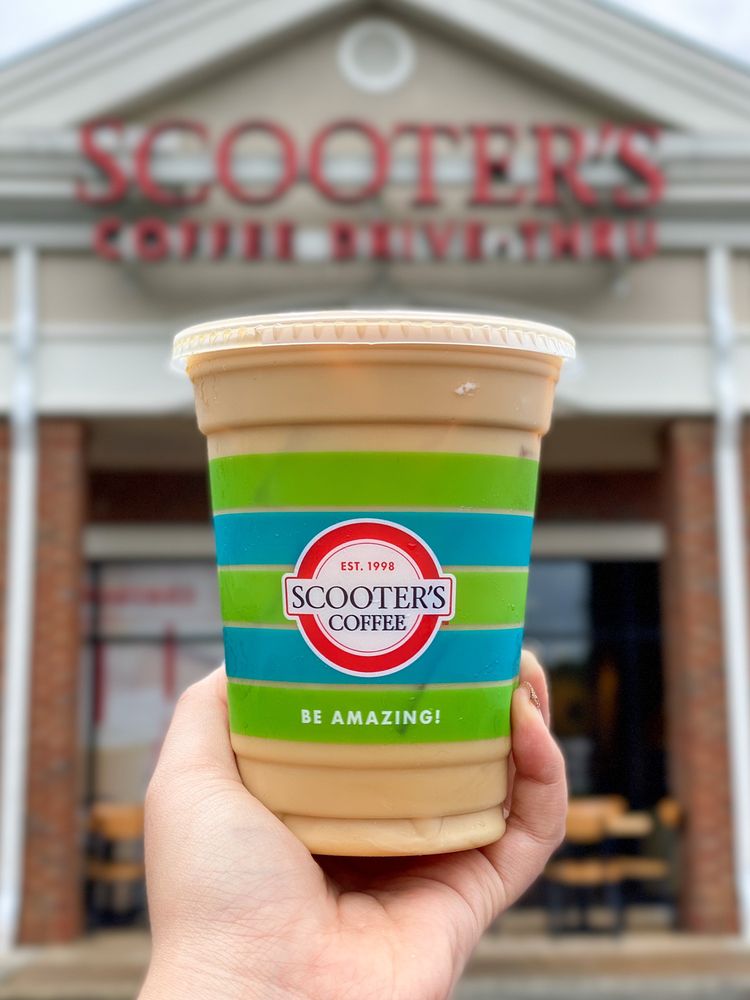 SCOOTER'S
COFFEE DRIVE-THRU
EST. 1998
SCOOTER'S
COFFEE
BE AMAZING!